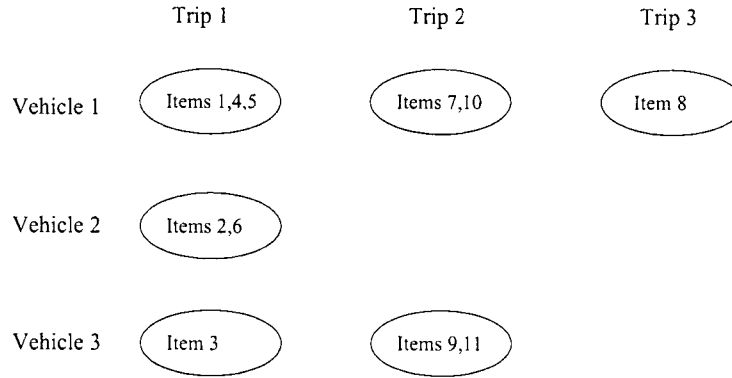 Trip 1 Trip 2 Trip 3
Vehicle 1 Items 1,4,5 Items 7,10 Item 8
Vehicle 2 Items 2,6
Vehicle 3 Item 3 Items 9,11